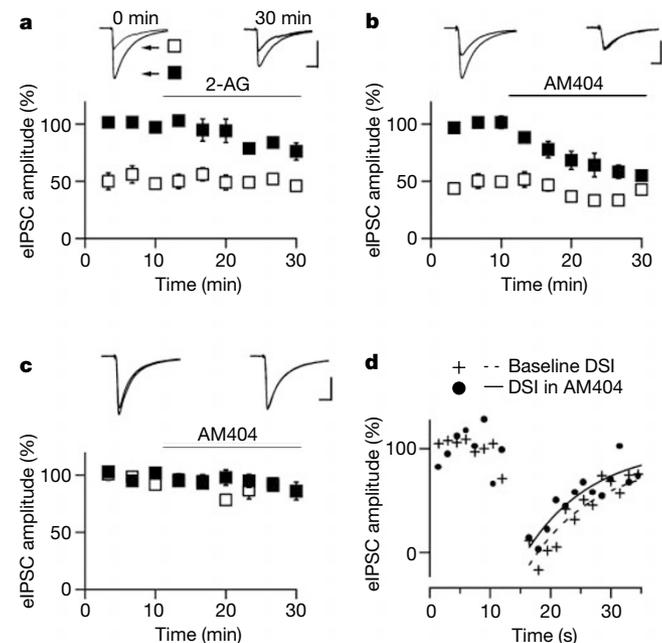 a
0 min
30 min
2-AG
eIPSC amplitude (%)
100
50
0
0
10
20
30
Time (min)
b
AM404
eIPSC amplitude (%)
100
50
0
0
10
20
30
Time (min)
c
AM404
eIPSC amplitude (%)
100
50
0
0
10
20
30
Time (min)
d
+ - - Baseline DSI
● — DSI in AM404
eIPSC amplitude (%)
100
0
0
10
20
30
Time (s)